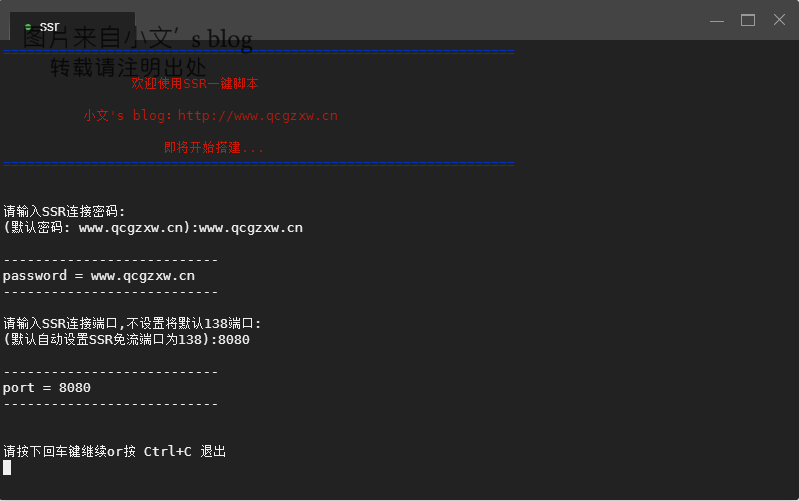 ssr
图片来自小文’s blog
转载请注明出处
================================================================
欢迎使用SSR一键脚本
小文's blog：http://www.qcgzxw.cn
即将开始搭建...
================================================================
请输入SSR连接密码:
(默认密码: www.qcgzxw.cn):www.qcgzxw.cn
---------------------------
password = www.qcgzxw.cn
---------------------------
请输入SSR连接端口,不设置将默认138端口:
(默认自动设置SSR免流端口为138):8080
---------------------------
port = 8080
---------------------------
请按下回车键继续or按 Ctrl+C 退出